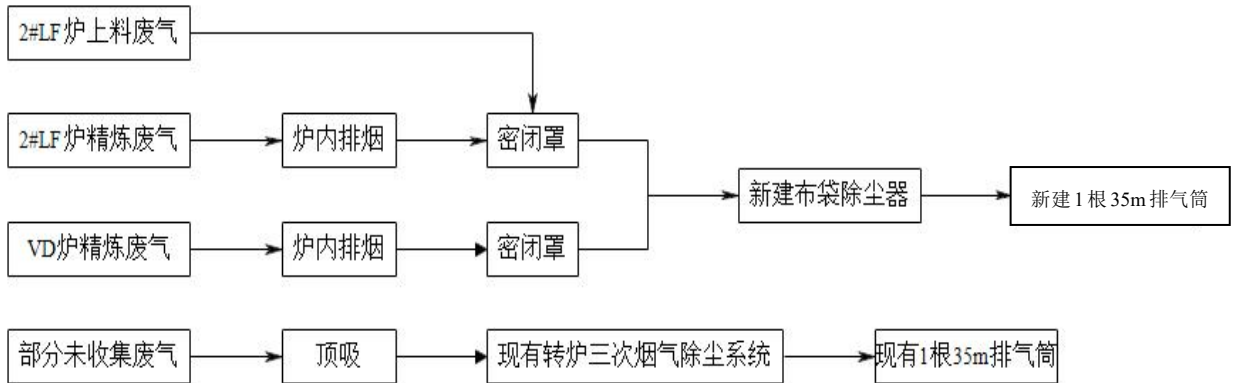 2#LF炉上料废气
2#LF炉精炼废气
炉内排烟
密闭罩
新建布袋除尘器
新建1根35m排气筒
VD炉精炼废气
炉内排烟
密闭罩
部分未收集废气
顶吸
现有转炉三次烟气除尘系统
现有1根35m排气筒